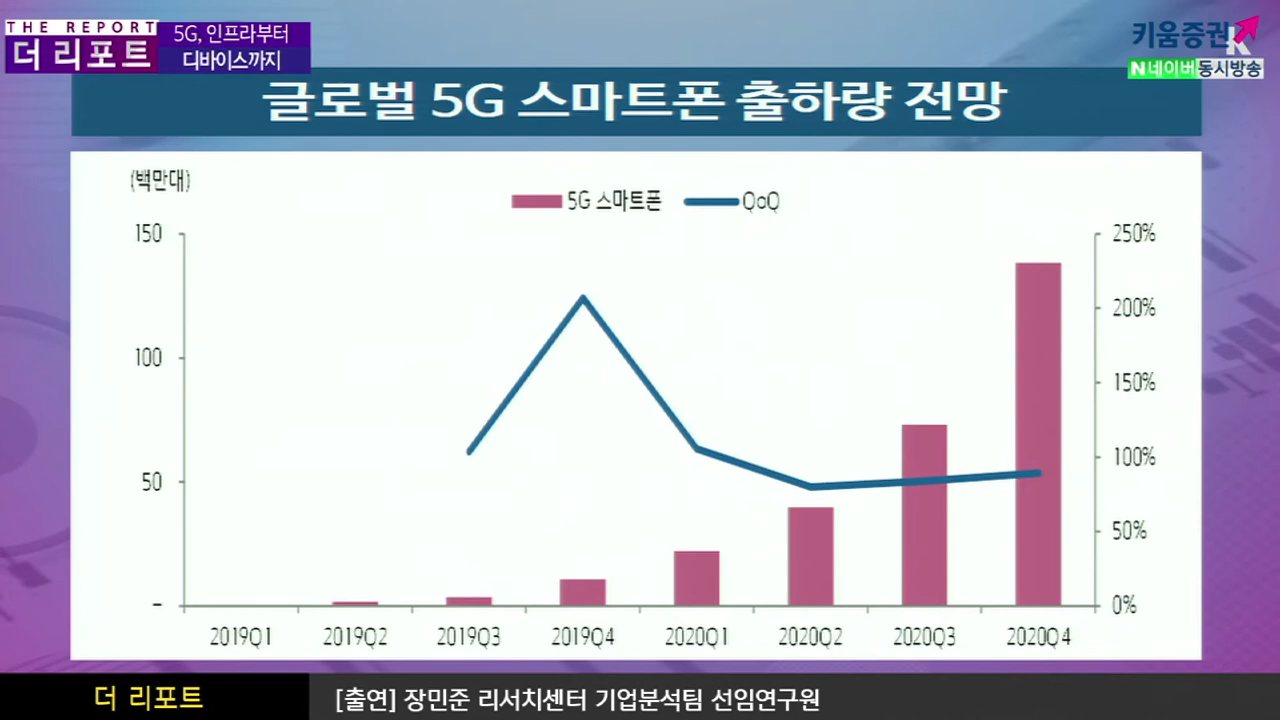 THE REPORT
더 리포트
5G, 인프라부터
디바이스까지
키움증권
N 네이버 동시방송
글로벌 5G 스마트폰 출하량 전망
(백만대)
5G 스마트폰 QoQ
150 250%
200%
100 150%
50 100%
50%
- 0%
2019Q1 2019Q2 2019Q3 2019Q4 2020Q1 2020Q2 2020Q3 2020Q4
더 리포트
[출연] 장민준 리서치센터 기업분석팀 선임연구원